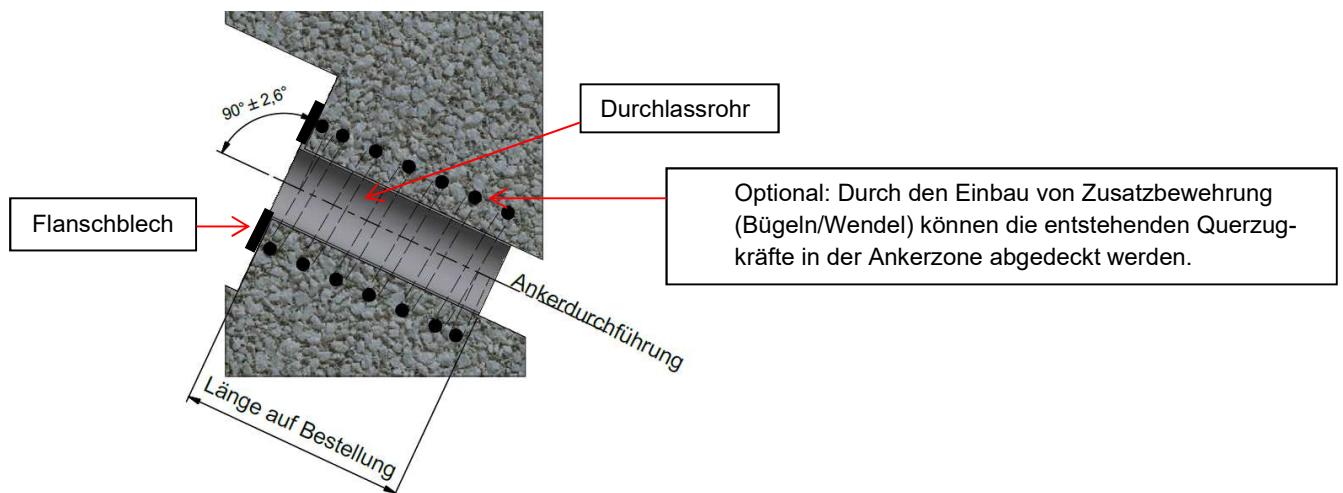 90° ± 2,6°
Durchlassrohr
Optional: Durch den Einbau von Zusatzbewehrung
(Bügeln/Wendel) können die entstehenden Querzug-
kräfte in der Ankerzone abgedeckt werden.
Flanschblech
Ankerdurchführung
Länge auf Bestellung